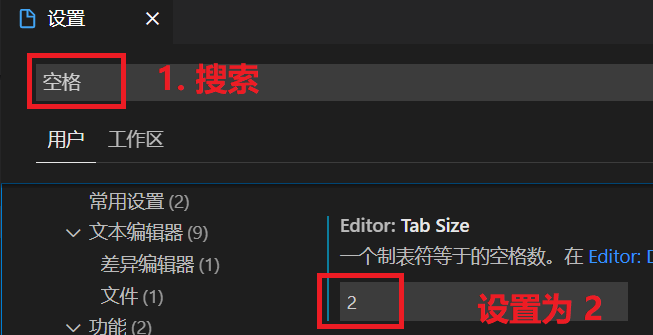 设置
空格
1. 搜索
用户 工作区
常用设置 (2)
文本编辑器 (9)
差异编辑器 (1)
文件 (1)
功能 (2)
Editor: Tab Size
一个制表符等于的空格数。在 Editor: D
2
设置为 2